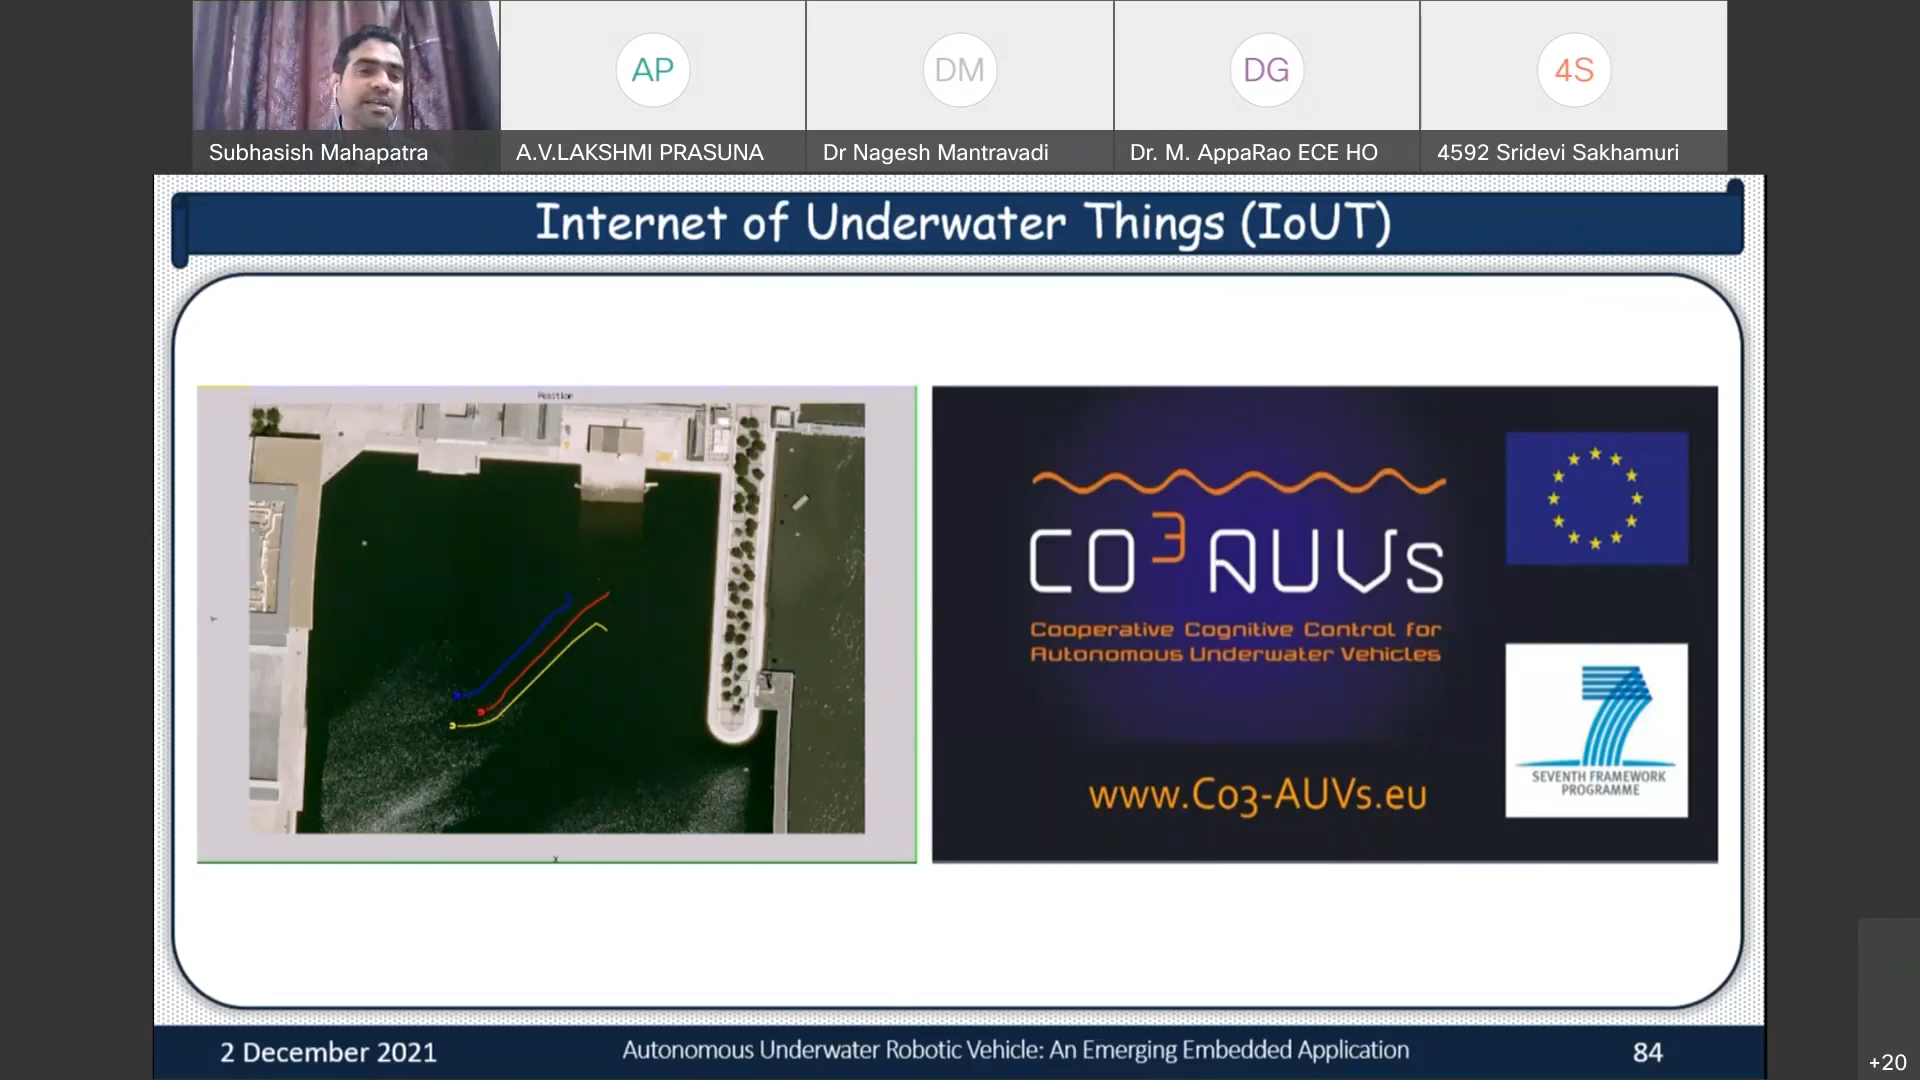 AP
DM
DG
4S
Subhasish Mahapatra
A.V.LAKSHMI PRASUNA
Dr Nagesh Mantravadi
Dr. M. AppaRao ECE HO
4592 Sridevi Sakhamuri
Internet of Underwater Things (IoUT)
Position
Y
X
CO3 AUVs
Cooperative Cognitive Control for
Autonomous Underwater Vehicles
www.Co3-AUVs.eu
7
SEVENTH FRAMEWORK
PROGRAMME
2 December 2021
Autonomous Underwater Robotic Vehicle: An Emerging Embedded Application
84
+20